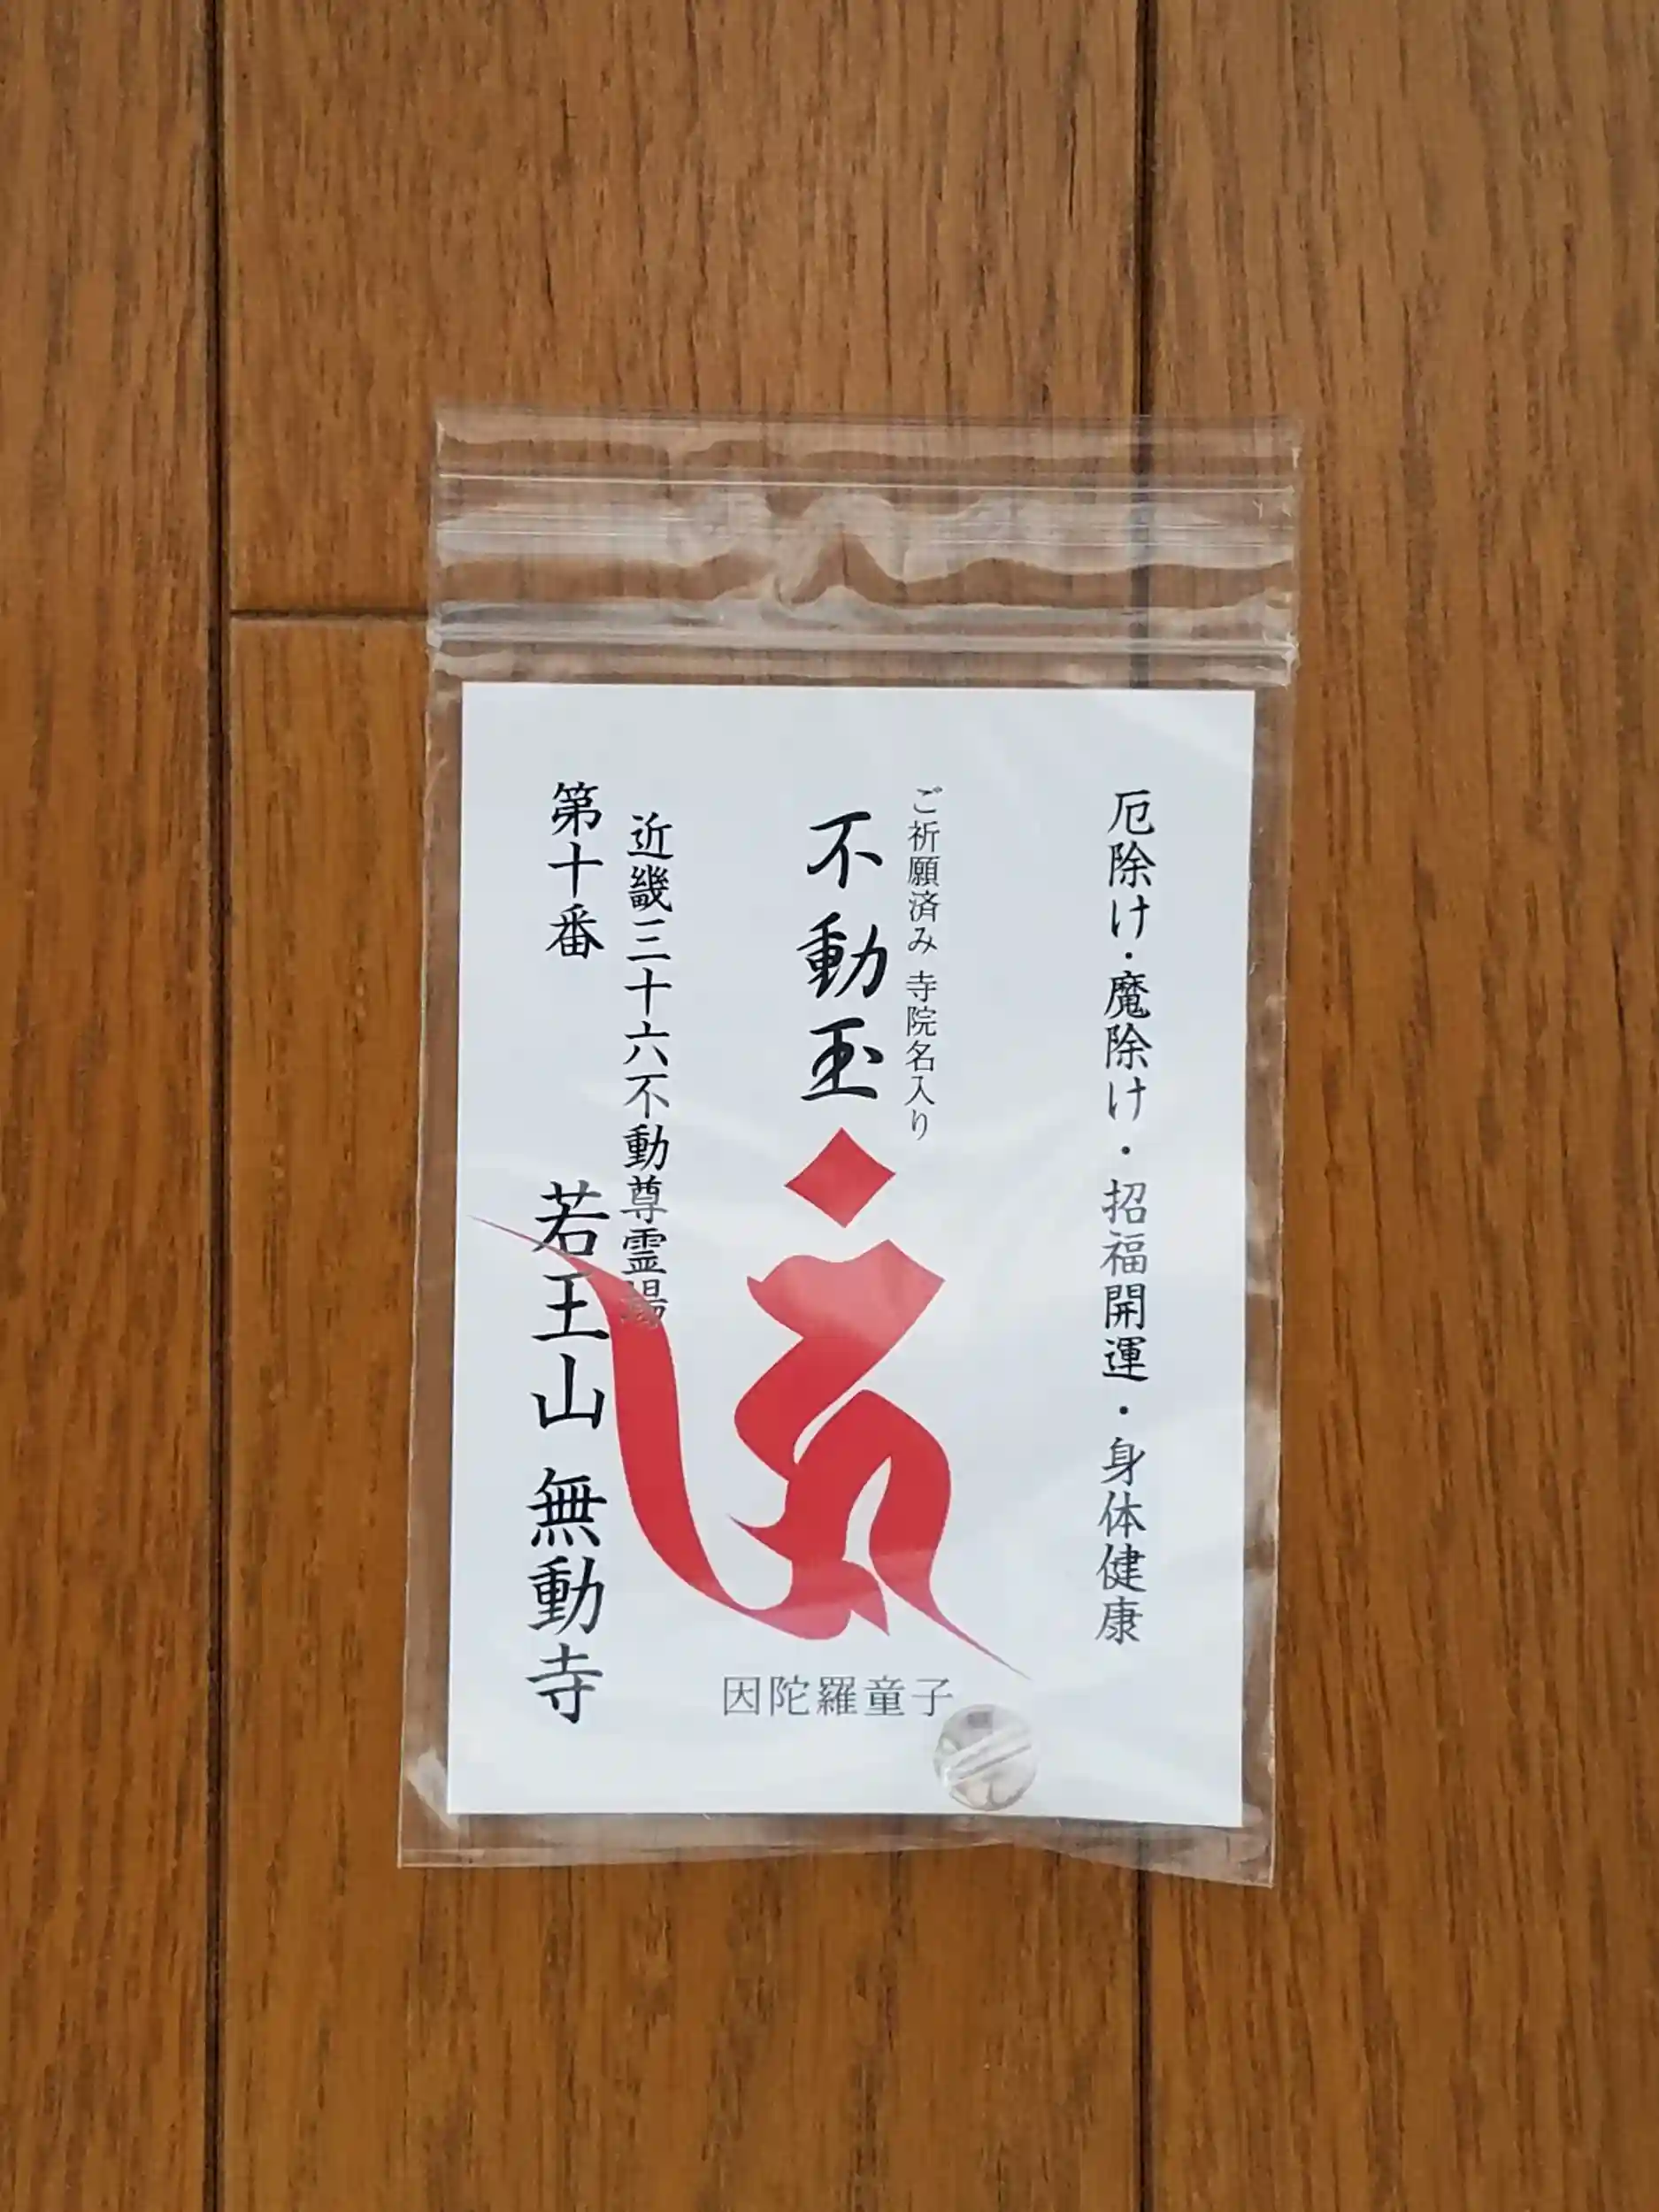 厄除け・魔除け・招福開運・身体健康
ご祈願済み 寺院名入り
不動玉
近畿三十六不動尊霊場
第十番 若王山 無動寺
因陀羅童子